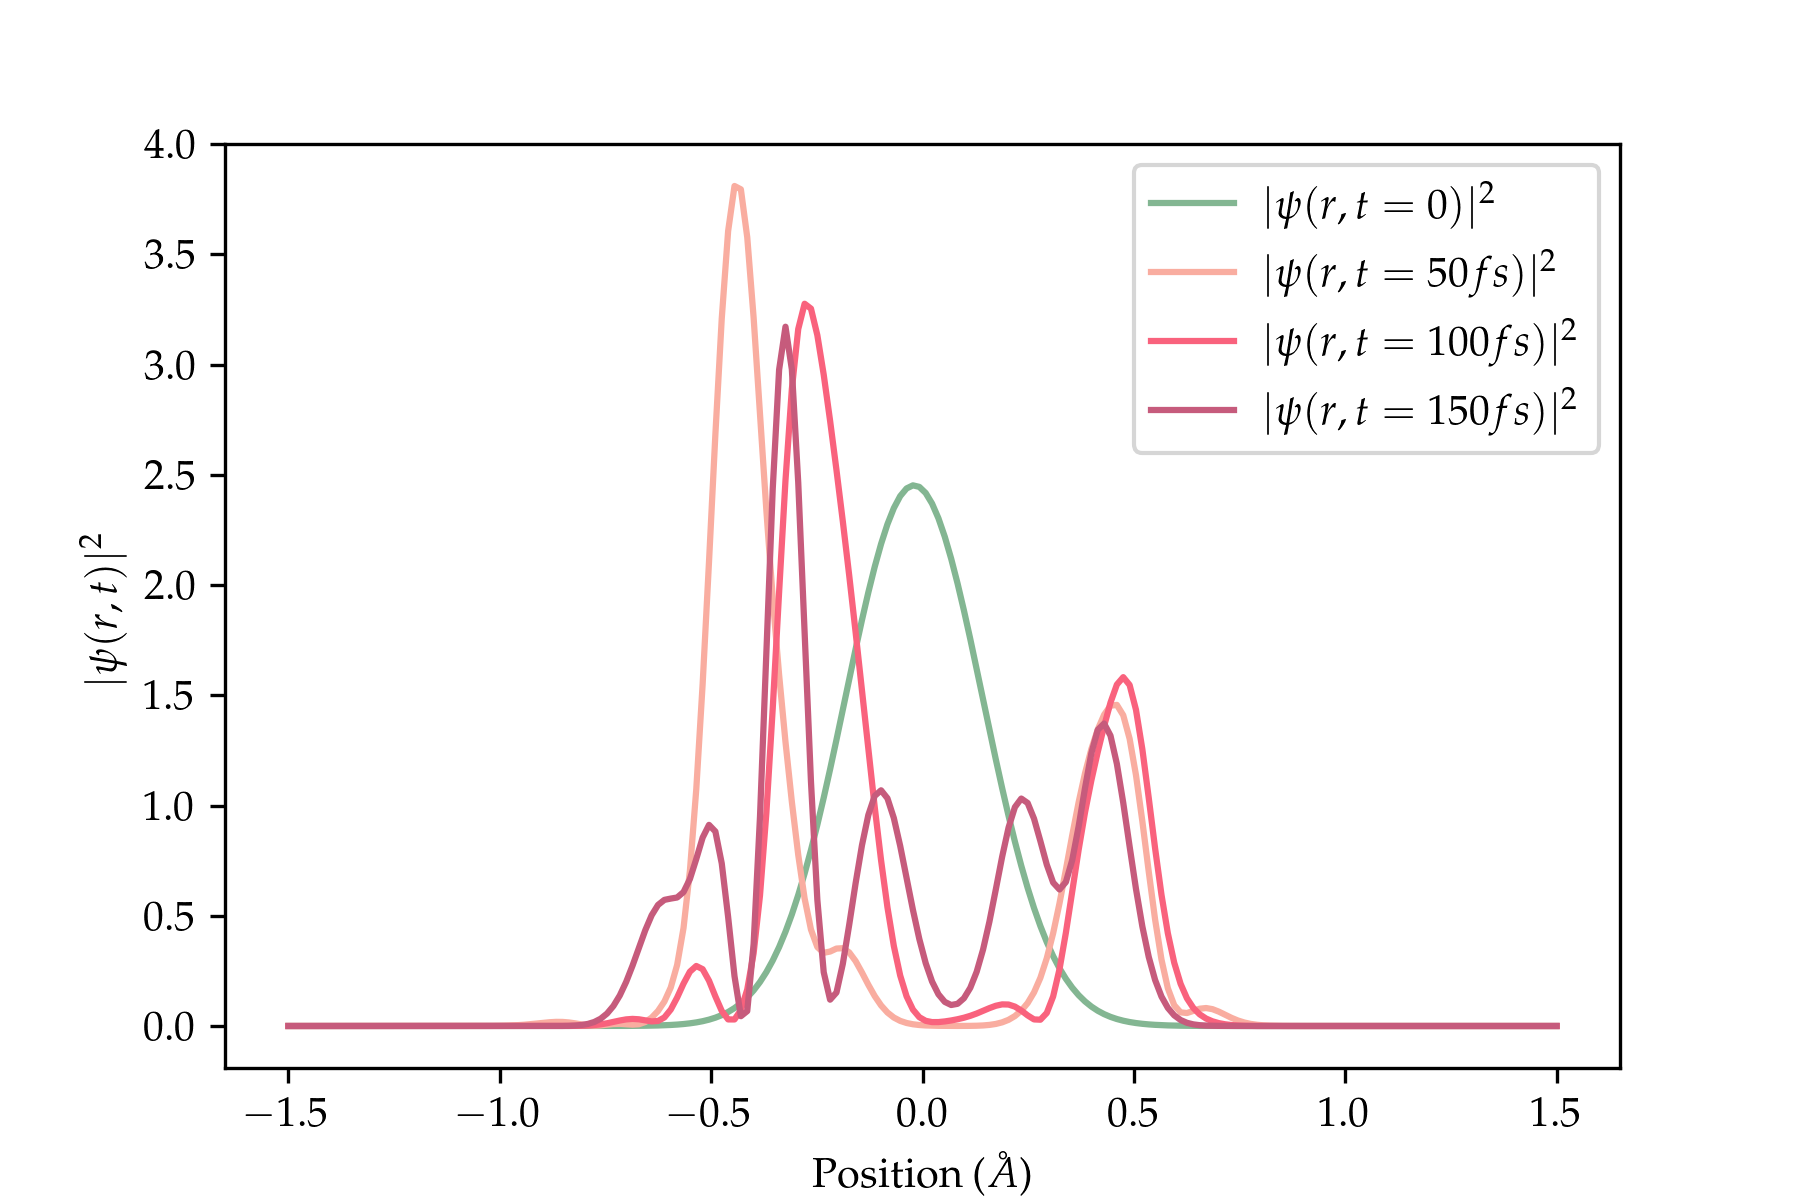 4.0
3.5
3.0
2.5
2.0
1.5
1.0
0.5
0.0
|ψ(r, t)|²
|ψ(r, t = 0)|²
|ψ(r, t = 50fs)|²
|ψ(r, t = 100fs)|²
|ψ(r, t = 150fs)|²
−1.5 −1.0 −0.5 0.0 0.5 1.0 1.5
Position (Å)